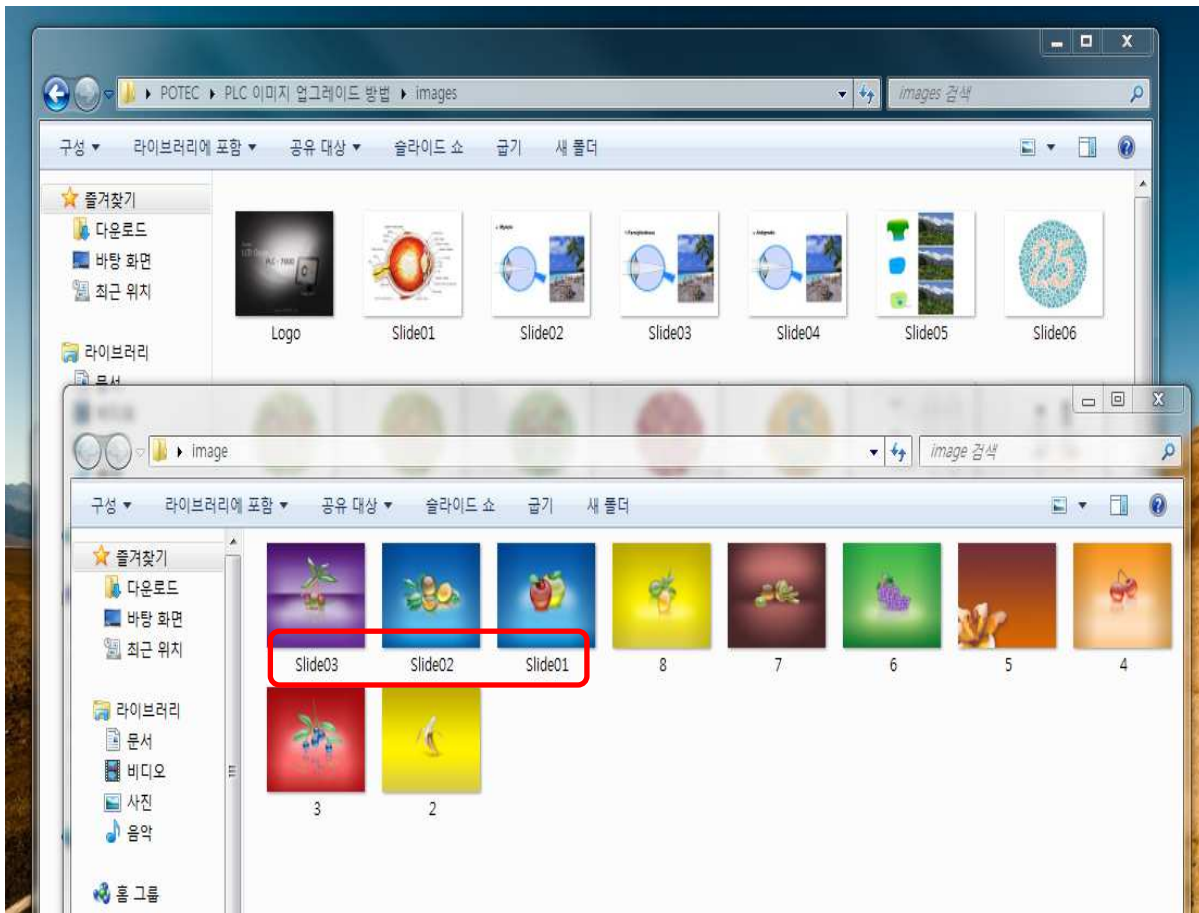 POTEC ▸ PLC 이미지 업그레이드 방법 ▸ images
images 검색
구성 라이브러리에 포함 공유 대상 슬라이드 쇼 굽기 새 폴더
즐겨찾기
다운로드
바탕 화면
최근 위치
라이브러리
문서
Logo Slide01 Slide02 Slide03 Slide04 Slide05 Slide06
image
image 검색
구성 라이브러리에 포함 공유 대상 슬라이드 쇼 굽기 새 폴더
즐겨찾기
다운로드
바탕 화면
최근 위치
라이브러리
문서
비디오
사진
음악
홈 그룹
Slide03 Slide02 Slide01 8 7 6 5 4
3 2